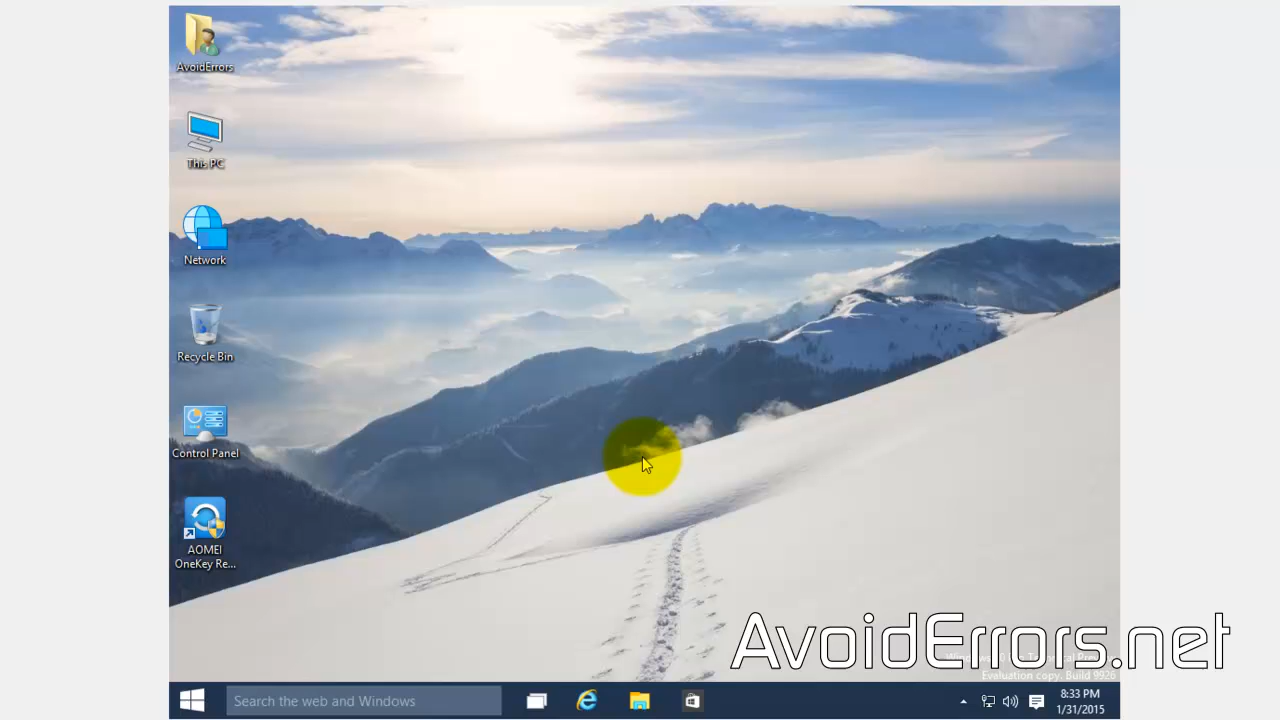 AvoidErrors
This PC
Network
Recycle Bin
Control Panel
AOMEI
OneKey Re...
AvoidErrors.net
Evaluation copy. Build 9926
Search the web and Windows
8:33 PM
1/31/2015